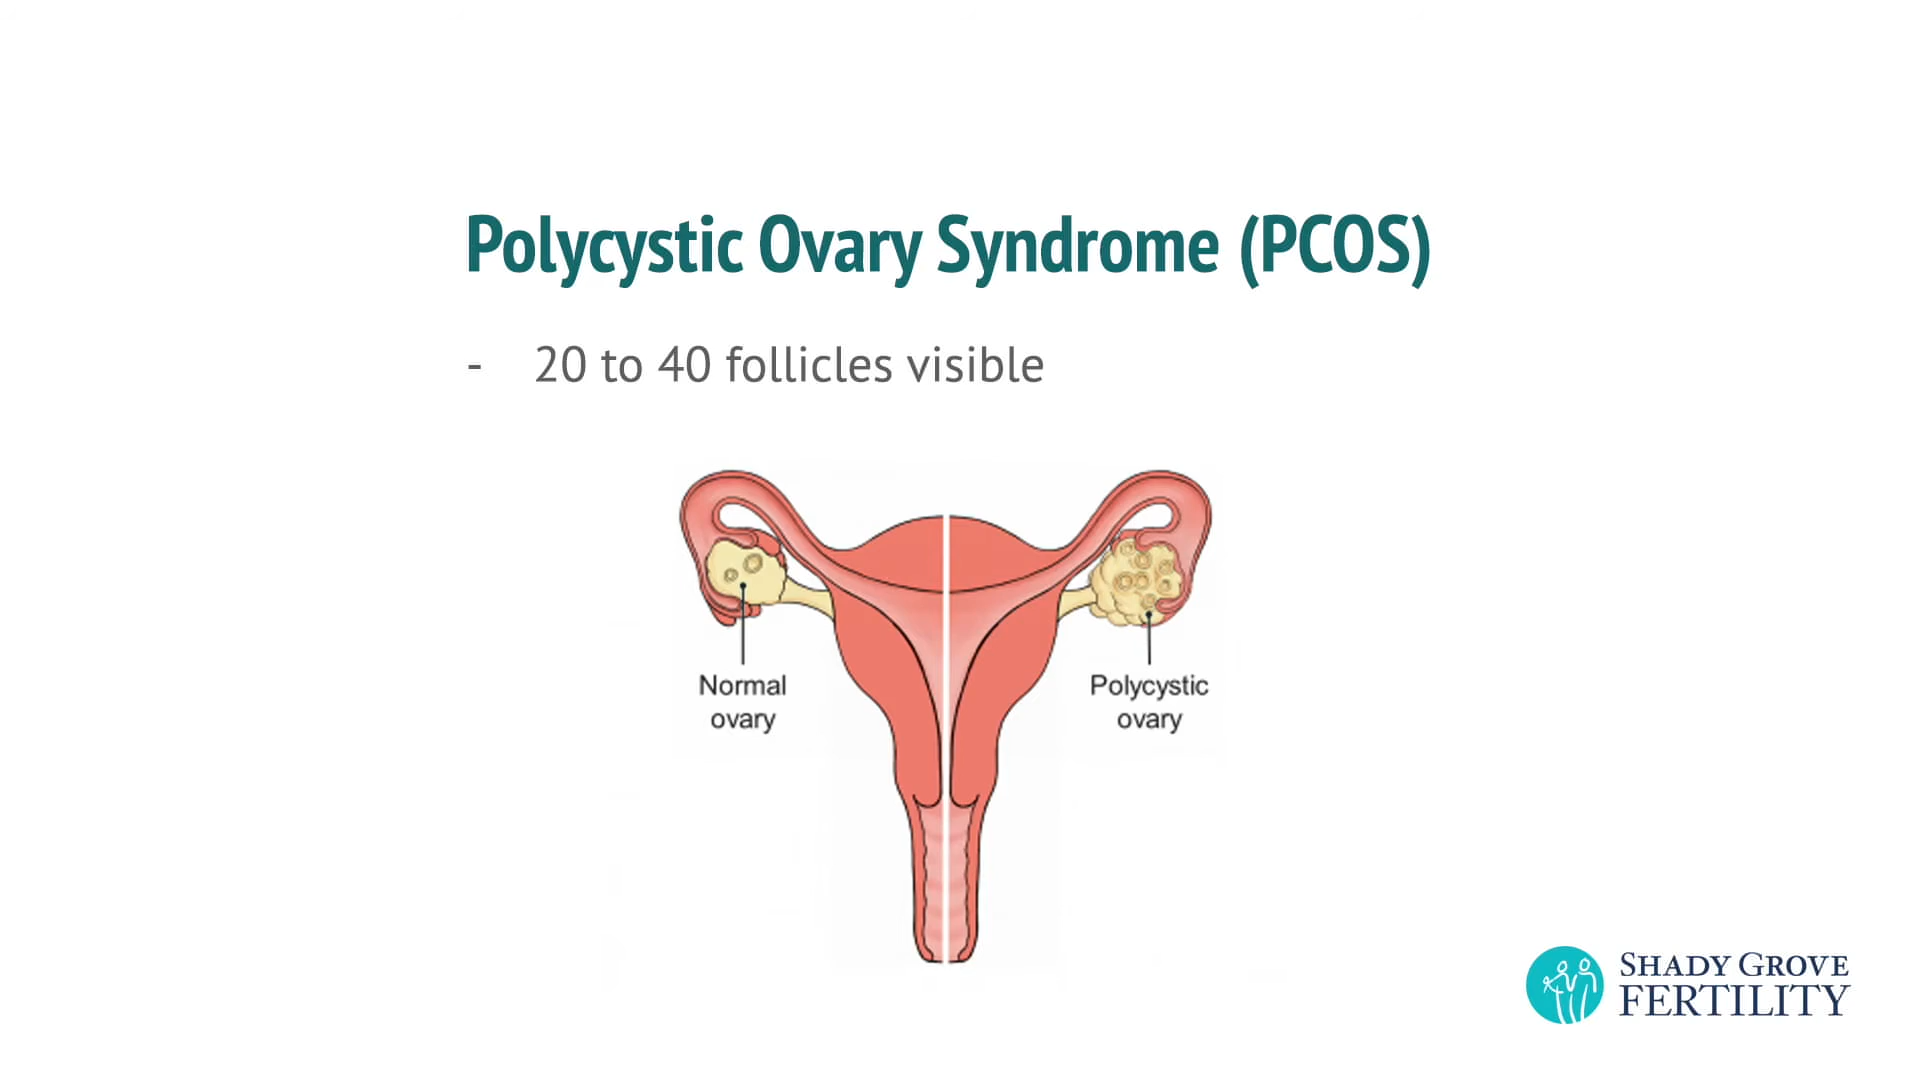 Polycystic Ovary Syndrome (PCOS)
- 20 to 40 follicles visible
Normal
ovary
Polycystic
ovary
SHADY GROVE
FERTILITY